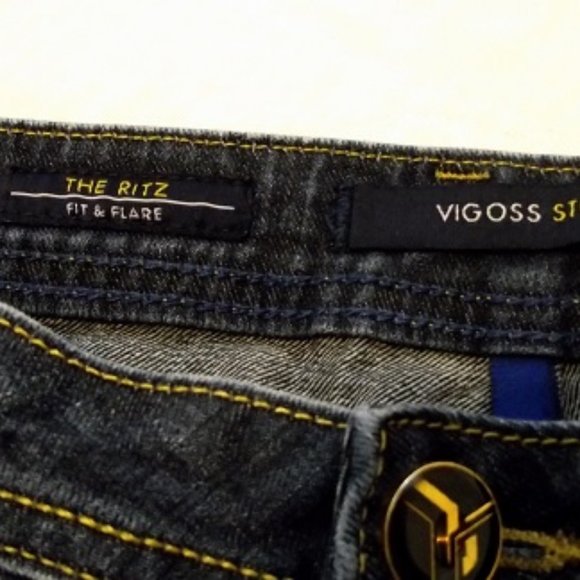 THE RITZ
FIT & FLARE
VIGOSS ST